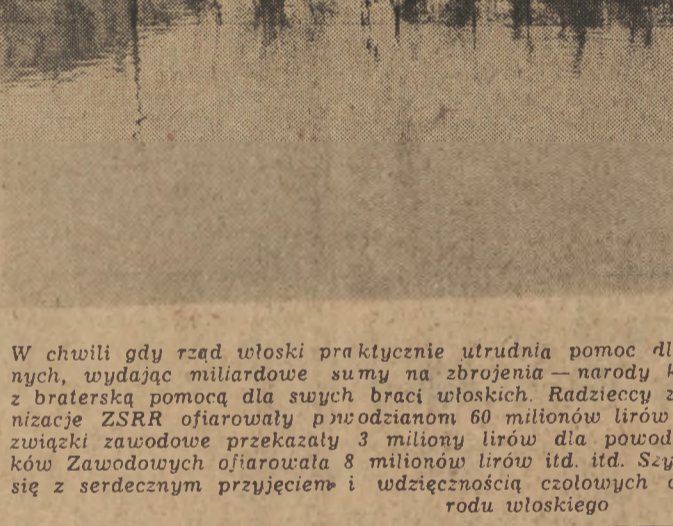 W chwili gdy rząd włoski praktycznie utrudnia pomoc dl
nych, wydając miliardowe sumy na zbrojenia — narody k
z braterską pomocą dla swych braci włoskich. Radzieccy z
nizacje ZSRR ofiarowały powodzianom 60 milionów lirów
związki zawodowe przekazały 3 miliony lirów dla powod
ków Zawodowych ofiarowała 8 milionów lirów itd. itd. Szy
się z serdecznym przyjęciem i wdzięcznością czołowych
rodu włoskiego